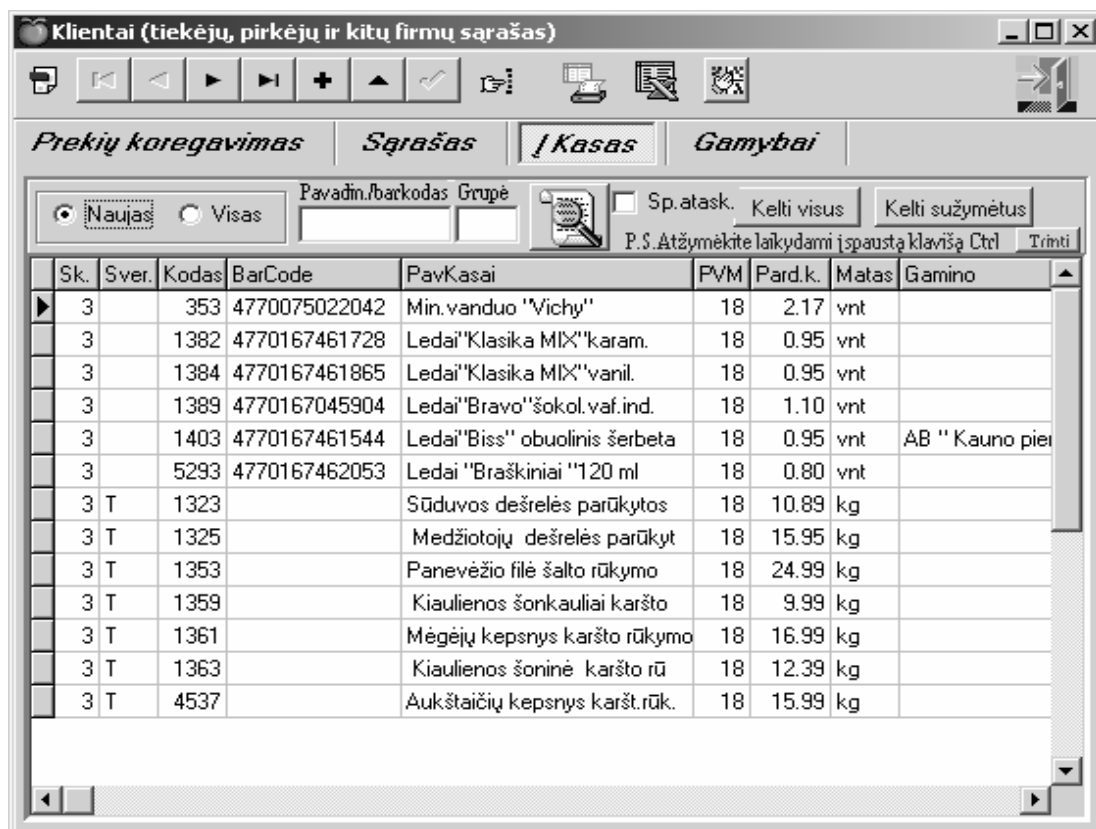 Klientai (tiekėjų, pirkėjų ir kitų firmų sąrašas)
Prekių koregavimas Sąrašas Į Kasas Gamybai
Naujas Visas Pavadin./barkodas Grupė Sp.atask. Kelti visus Kelti sužymėtus
P.S.Atžymėkite laikydami įspaustą klavišą Ctrl Trinti
Sk. Sver. Kodas BarCode PavKasai PVM Pard.k. Matas Gamino
3 353 4770075022042 Min.vanduo "Vichy" 18 2.17 vnt
3 1382 4770167461728 Ledai"Klasika MIX"karam. 18 0.95 vnt
3 1384 4770167461865 Ledai"Klasika MIX"vanil. 18 0.95 vnt
3 1389 4770167045904 Ledai"Bravo"šokol.vaf.ind. 18 1.10 vnt
3 1403 4770167461544 Ledai"Biss" obuolinis šerbeta 18 0.95 vnt AB " Kauno pier
3 5293 4770167462053 Ledai "Braškiniai "120 ml 18 0.80 vnt
3 T 1323 Sūduvos dešrelės parūkytos 18 10.89 kg
3 T 1325 Medžiotojų dešrelės parūkyt 18 15.95 kg
3 T 1353 Panevėžio filė šalto rūkymo 18 24.99 kg
3 T 1359 Kiaulienos šonkauliai karšto 18 9.99 kg
3 T 1361 Mėgėjų kepsnys karšto rūkymo 18 16.99 kg
3 T 1363 Kiaulienos šoninė karšto rū 18 12.39 kg
3 T 4537 Aukštaičių kepsnys karšt.rūk. 18 15.99 kg